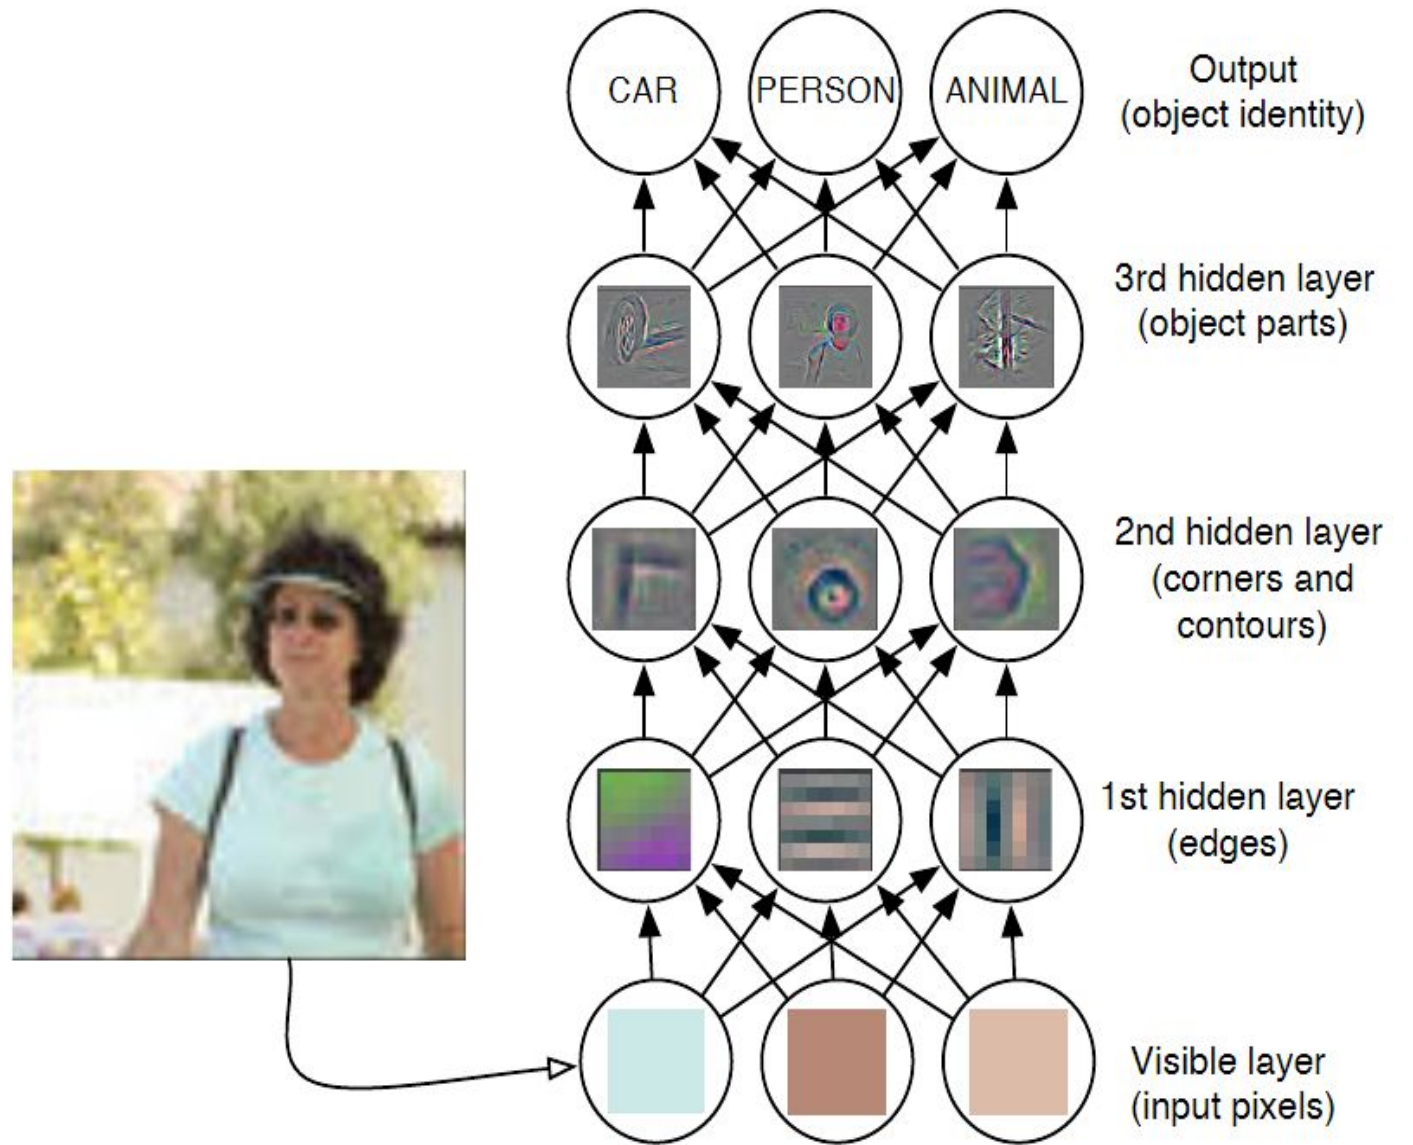 CAR
PERSON
ANIMAL
Output
(object identity)
3rd hidden layer
(object parts)
2nd hidden layer
(corners and
contours)
1st hidden layer
(edges)
Visible layer
(input pixels)